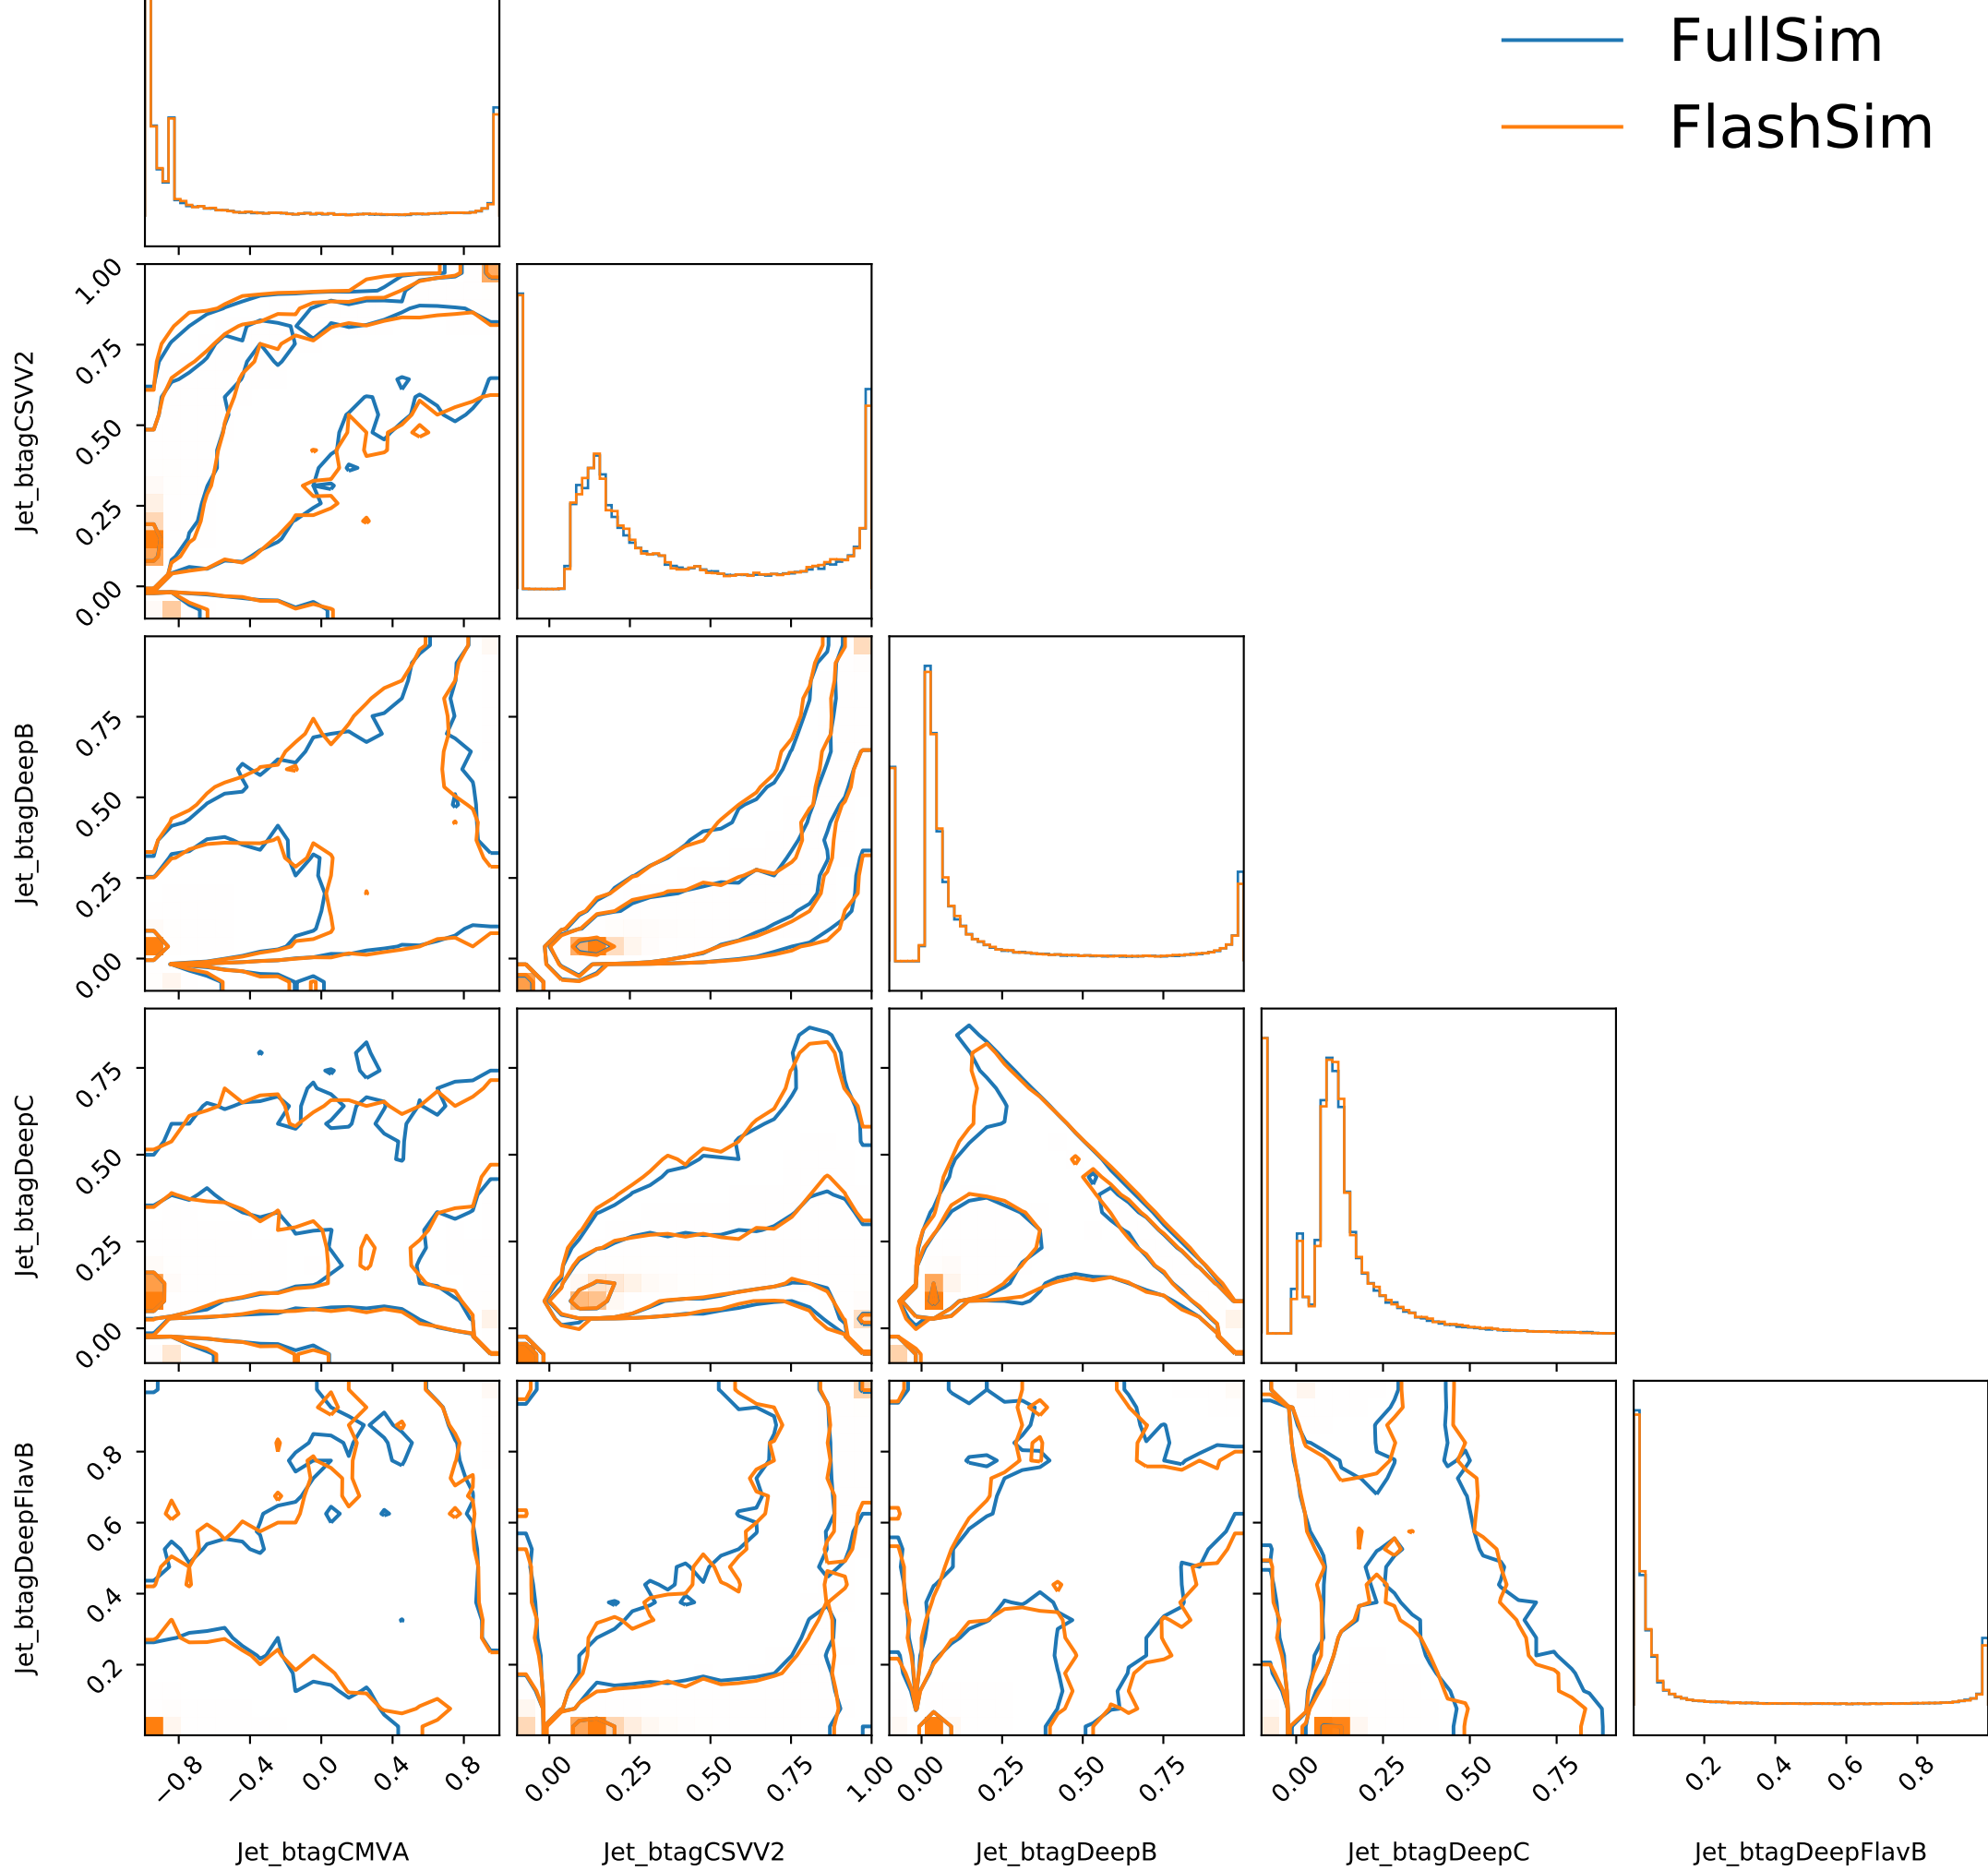 FullSim
FlashSim
Jet_btagCSVV2
1.00
0.75
0.50
0.25
0.00
Jet_btagDeepB
0.75
0.50
0.25
0.00
Jet_btagDeepC
0.75
0.50
0.25
0.00
Jet_btagDeepFlavB
0.8
0.6
0.4
0.2
−0.8 −0.4 0.0 0.4 0.8 0.00 0.25 0.50 0.75 1.00 0.00 0.25 0.50 0.75 0.00 0.25 0.50 0.75 0.2 0.4 0.6 0.8
Jet_btagCMVA Jet_btagCSVV2 Jet_btagDeepB Jet_btagDeepC Jet_btagDeepFlavB